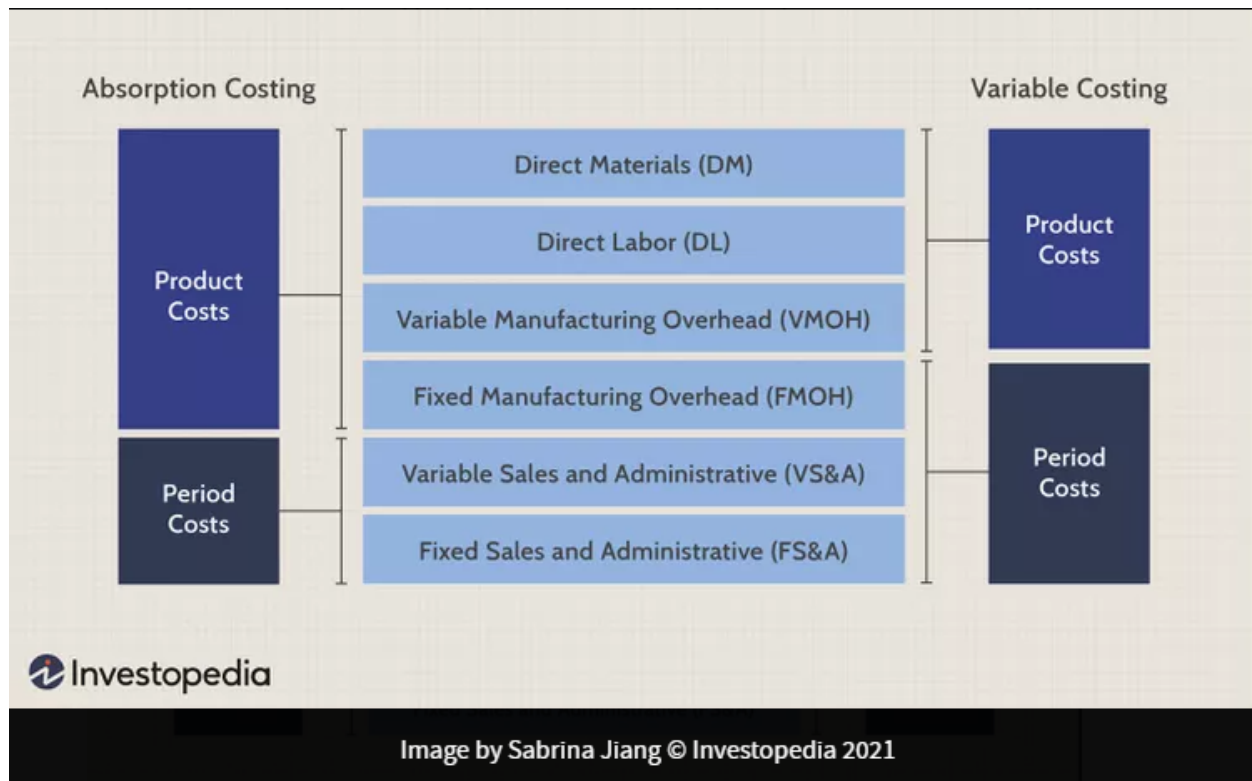 Absorption Costing
Variable Costing
Product
Costs
Period
Costs
Direct Materials (DM)
Direct Labor (DL)
Variable Manufacturing Overhead (VMOH)
Fixed Manufacturing Overhead (FMOH)
Variable Sales and Administrative (VS&A)
Fixed Sales and Administrative (FS&A)
Product
Costs
Period
Costs
Investopedia
Image by Sabrina Jiang © Investopedia 2021